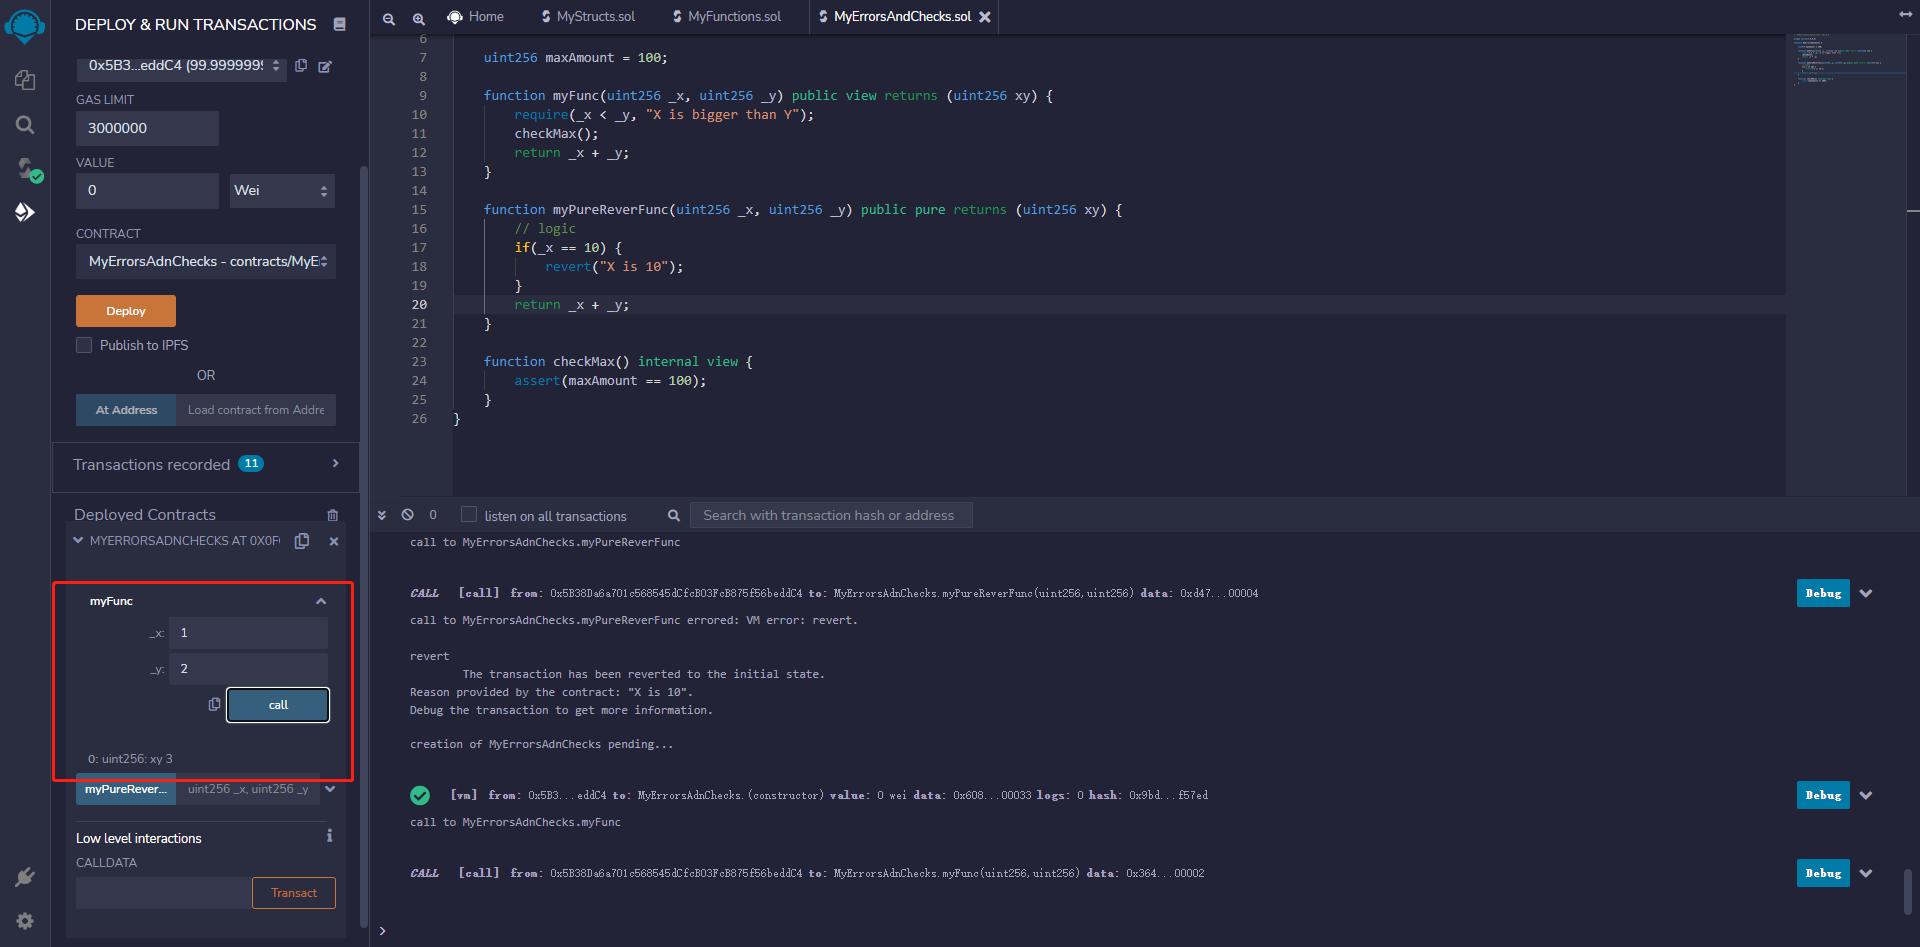 DEPLOY & RUN TRANSACTIONS
0x5B3...eddC4 (99.9999999
GAS LIMIT
3000000
VALUE
0
Wei
CONTRACT
MyErrorsAdnChecks - contracts/MyE
Deploy
Publish to IPFS
OR
At Address
Load contract from Addre
Transactions recorded 11
Deployed Contracts
MYERRORSADNCHECKS AT 0X0F
myFunc
_x: 1
_y: 2
call
0: uint256: xy 3
myPureRever...
uint256 _x, uint256 _y
Low level interactions
CALLDATA
Transact
Home
MyStructs.sol
MyFunctions.sol
MyErrorsAndChecks.sol
6
7 uint256 maxAmount = 100;
8
9 function myFunc(uint256 _x, uint256 _y) public view returns (uint256 xy) {
10 require(_x < _y, "X is bigger than Y");
11 checkMax();
12 return _x + _y;
13 }
14
15 function myPureReverFunc(uint256 _x, uint256 _y) public pure returns (uint256 xy) {
16 // logic
17 if(_x == 10) {
18 revert("X is 10");
19 }
20 return _x + _y;
21 }
22
23 function checkMax() internal view {
24 assert(maxAmount == 100);
25 }
26 }
0
listen on all transactions
Search with transaction hash or address
call to MyErrorsAdnChecks.myPureReverFunc
CALL [call] from: 0x5B38Da6a701c568545dCfcB03FcB875f56beddC4 to: MyErrorsAdnChecks.myPureReverFunc(uint256,uint256) data: 0xd47...00004
Debug
call to MyErrorsAdnChecks.myPureReverFunc errored: VM error: revert.
revert
The transaction has been reverted to the initial state.
Reason provided by the contract: "X is 10".
Debug the transaction to get more information.
creation of MyErrorsAdnChecks pending...
[vm] from: 0x5B3...eddC4 to: MyErrorsAdnChecks.(constructor) value: 0 wei data: 0x608...00033 logs: 0 hash: 0x9bd...f57ed
Debug
call to MyErrorsAdnChecks.myFunc
CALL [call] from: 0x5B38Da6a701c568545dCfcB03FcB875f56beddC4 to: MyErrorsAdnChecks.myFunc(uint256,uint256) data: 0x364...00002
Debug
>